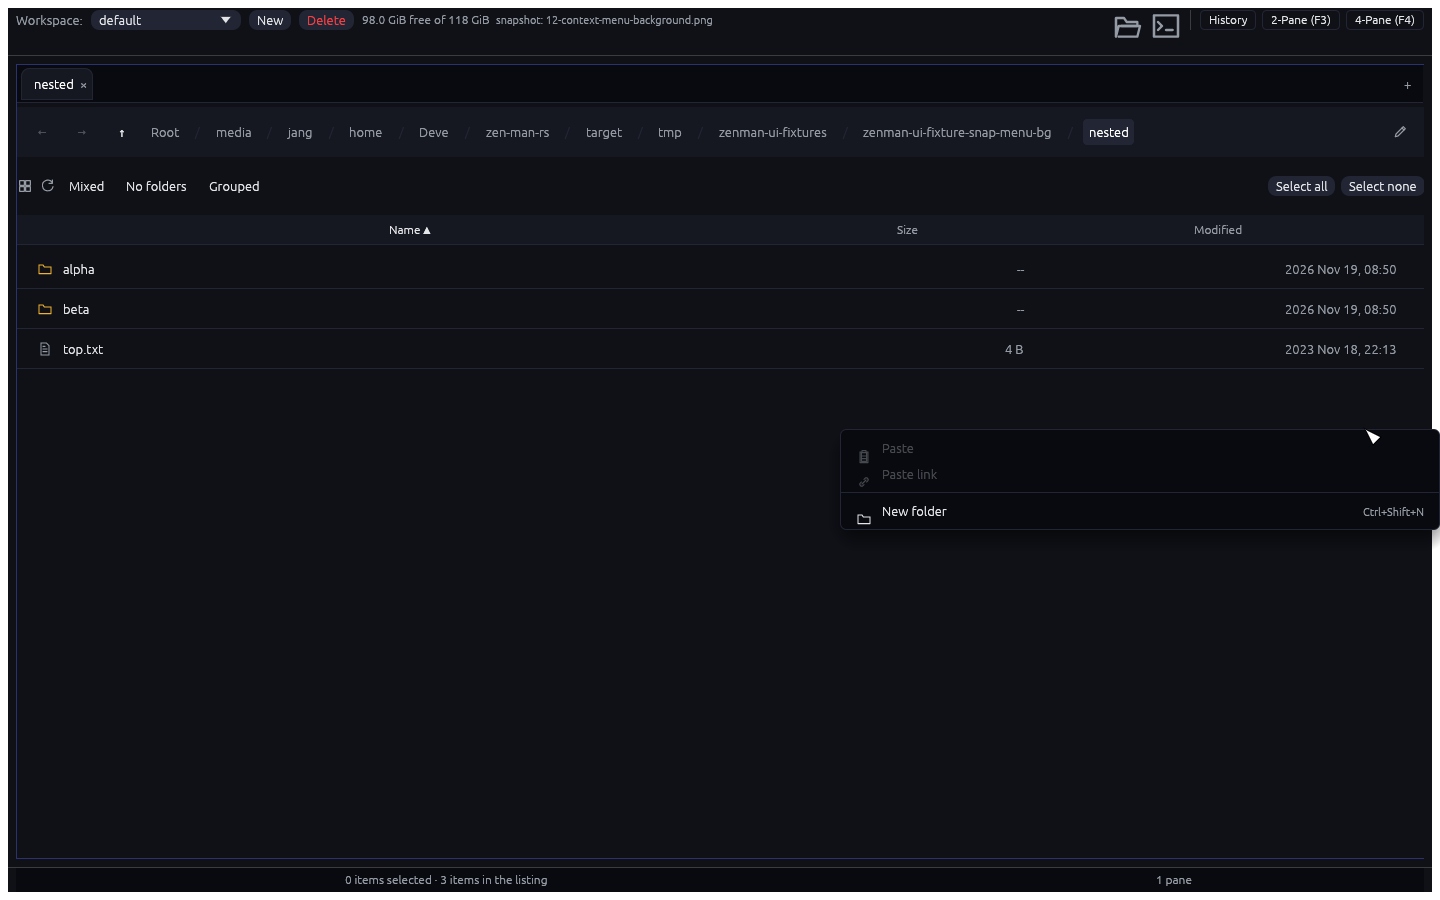 Workspace: default New Delete 98.0 GiB free of 118 GiB snapshot: 12-context-menu-background.png History 2-Pane (F3) 4-Pane (F4)
nested × +
← → ↑ Root / media / jang / home / Deve / zen-man-rs / target / tmp / zenman-ui-fixtures / zenman-ui-fixture-snap-menu-bg / nested
Mixed No folders Grouped Select all Select none
Name ▲ Size Modified
alpha -- 2026 Nov 19, 08:50
beta -- 2026 Nov 19, 08:50
top.txt 4 B 2023 Nov 18, 22:13
Paste
Paste link
New folder Ctrl+Shift+N
0 items selected · 3 items in the listing 1 pane